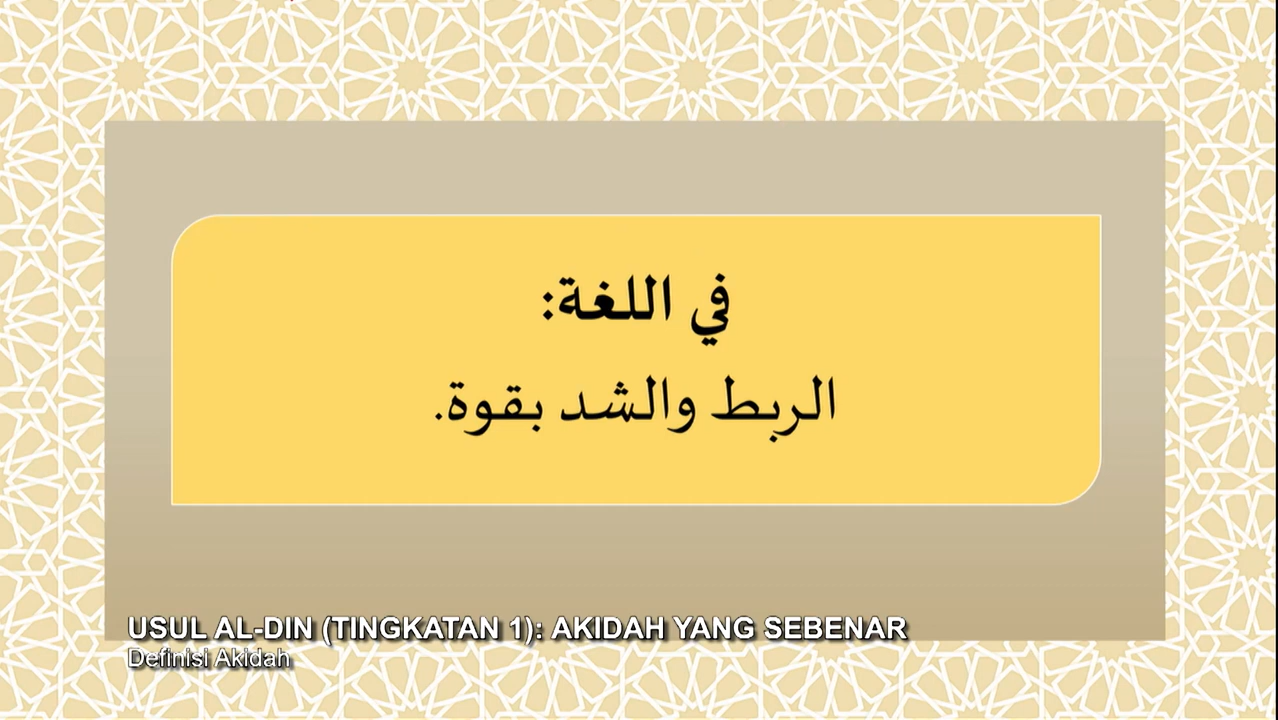 في اللغة:
الربط والشد بقوة.
USUL AL-DIN (TINGKATAN 1): AKIDAH YANG SEBENAR
Definisi Akidah